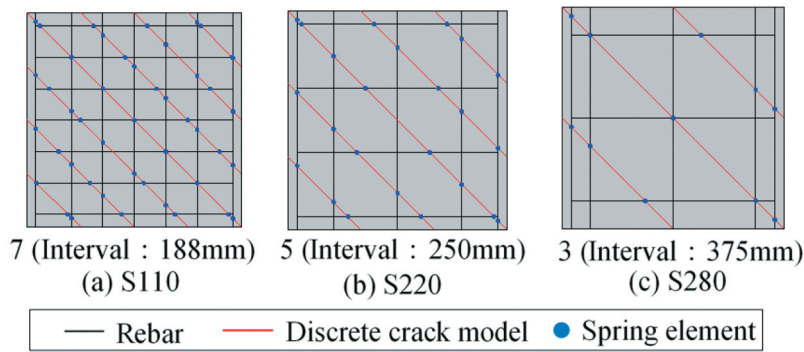 7 (Interval : 188mm)
(a) S110
5 (Interval : 250mm)
(b) S220
3 (Interval : 375mm)
(c) S280
Rebar
Discrete crack model
Spring element